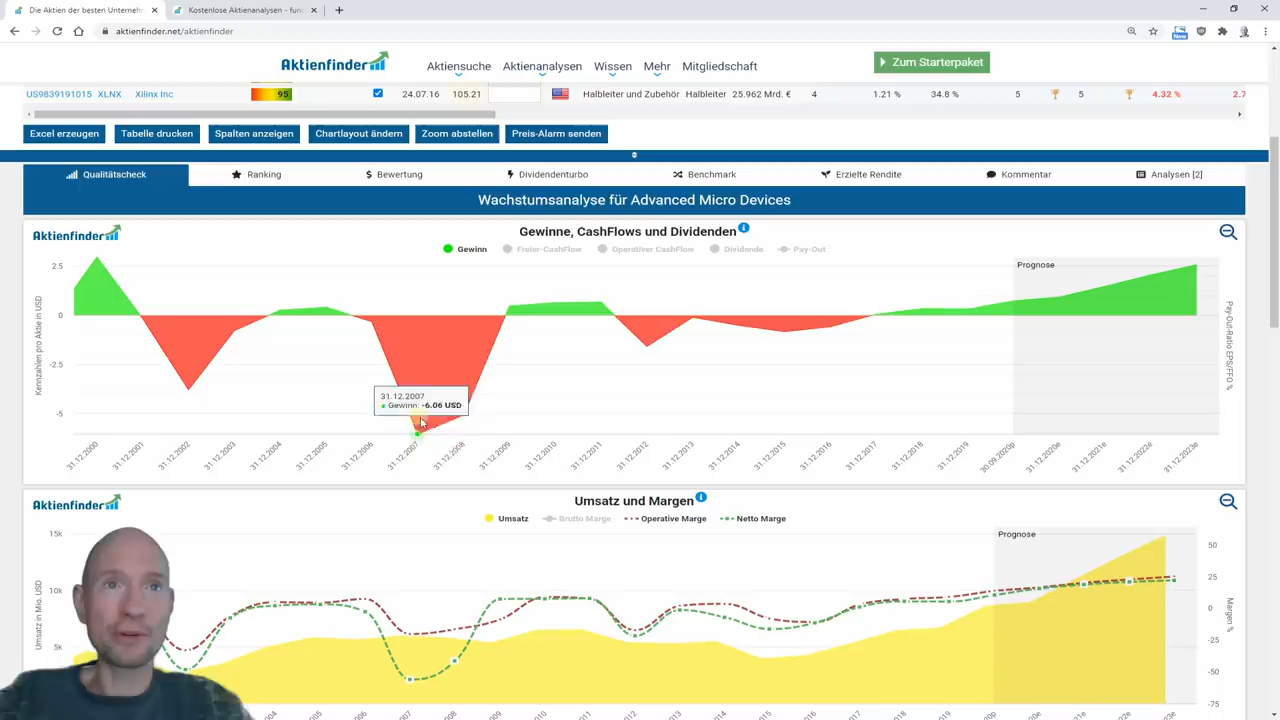 Die Aktien der besten Unternehm
Kostenlose Aktienanalysen - fun
aktienfinder.net/aktienfinder
New
Aktienfinder
Aktiensuche
Aktienanalysen
Wissen
Mehr
Mitgliedschaft
Zum Starterpaket
US9839191015 XLNX Xilinx Inc 95 24.07.16 105.21 Halbleiter und Zubehör Halbleiter 25.962 Mrd. € 4 1.21 % 34.8 % 5 5 4.32 % 2.7
Excel erzeugen
Tabelle drucken
Spalten anzeigen
Chartlayout ändern
Zoom abstellen
Preis-Alarm senden
Qualitätscheck
Ranking
Bewertung
Dividendenturbo
Benchmark
Erzielte Rendite
Kommentar
Analysen [2]
Wachstumsanalyse für Advanced Micro Devices
Aktienfinder
Gewinne, CashFlows und Dividenden
Gewinn
Freier-CashFlow
Operativer CashFlow
Dividende
Pay-Out
Kennzahlen pro Aktie in USD
2.5
0
-2.5
-5
Prognose
Pay-Out-Ratio EPS/FFO %
31.12.2007
Gewinn: -6.06 USD
31.12.2000
31.12.2001
31.12.2002
31.12.2003
31.12.2004
31.12.2005
31.12.2006
31.12.2007
31.12.2008
31.12.2009
31.12.2010
31.12.2011
31.12.2012
31.12.2013
31.12.2014
31.12.2015
31.12.2016
31.12.2017
31.12.2018
31.12.2019
30.09.2020p
31.12.2020e
31.12.2021e
31.12.2022e
31.12.2023e
Aktienfinder
Umsatz und Margen
Umsatz
Brutto Marge
Operative Marge
Netto Marge
Umsatz in Mio. USD
15k
10k
5k
Prognose
50
25
0
-25
-50
-75
Margen %